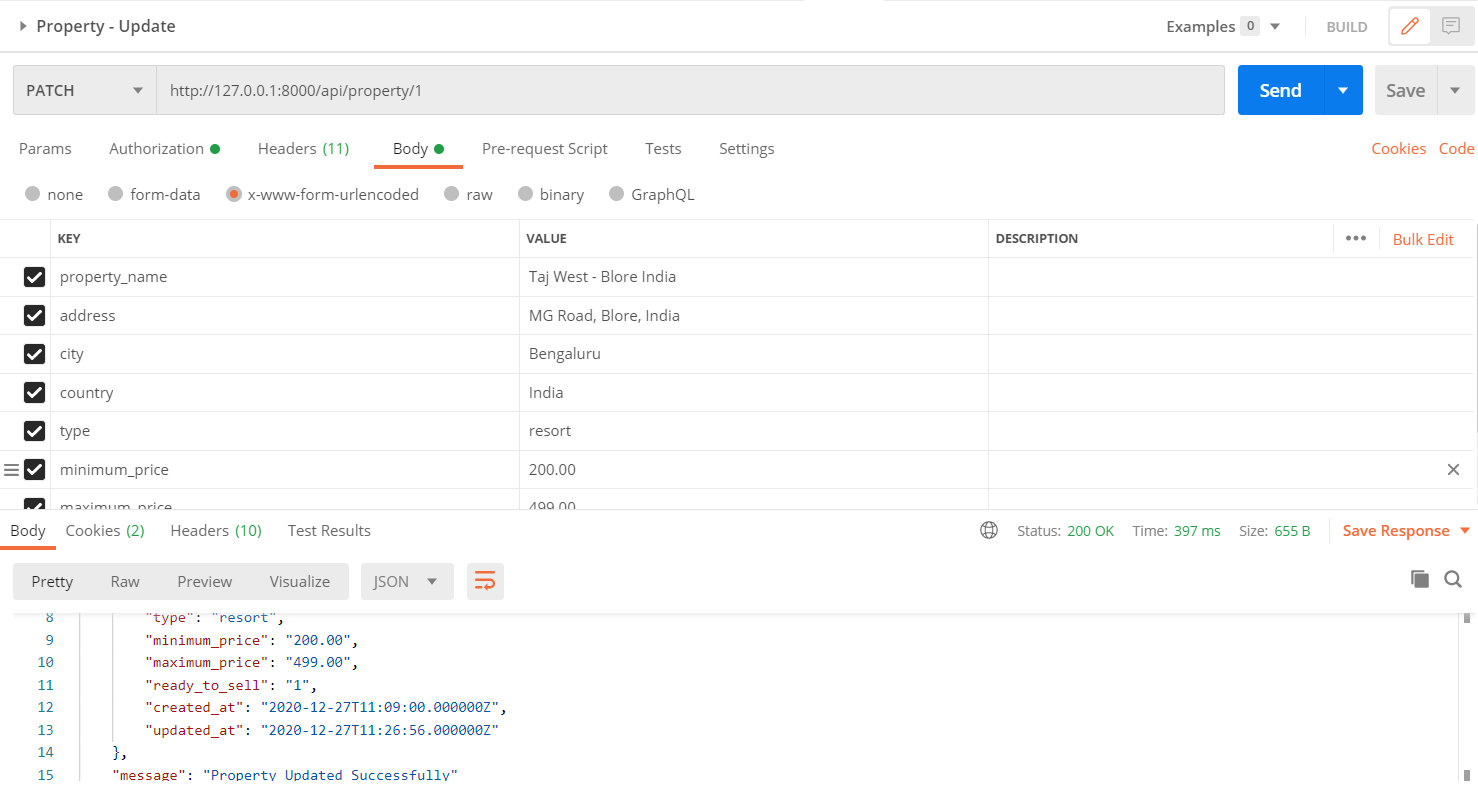 Property - Update Examples 0 BUILD
PATCH http://127.0.0.1:8000/api/property/1 Send Save
Params Authorization Headers (11) Body Pre-request Script Tests Settings Cookies Code
none form-data x-www-form-urlencoded raw binary GraphQL
KEY VALUE DESCRIPTION ••• Bulk Edit
property_name Taj West - Blore India
address MG Road, Blore, India
city Bengaluru
country India
type resort
minimum_price 200.00
maximum_price 499.00
Body Cookies (2) Headers (10) Test Results Status: 200 OK Time: 397 ms Size: 655 B Save Response
Pretty Raw Preview Visualize JSON
8 "type": "resort",
9 "minimum_price": "200.00",
10 "maximum_price": "499.00",
11 "ready_to_sell": "1",
12 "created_at": "2020-12-27T11:09:00.000000Z",
13 "updated_at": "2020-12-27T11:26:56.000000Z"
14 },
15 "message": "Property Updated Successfully"